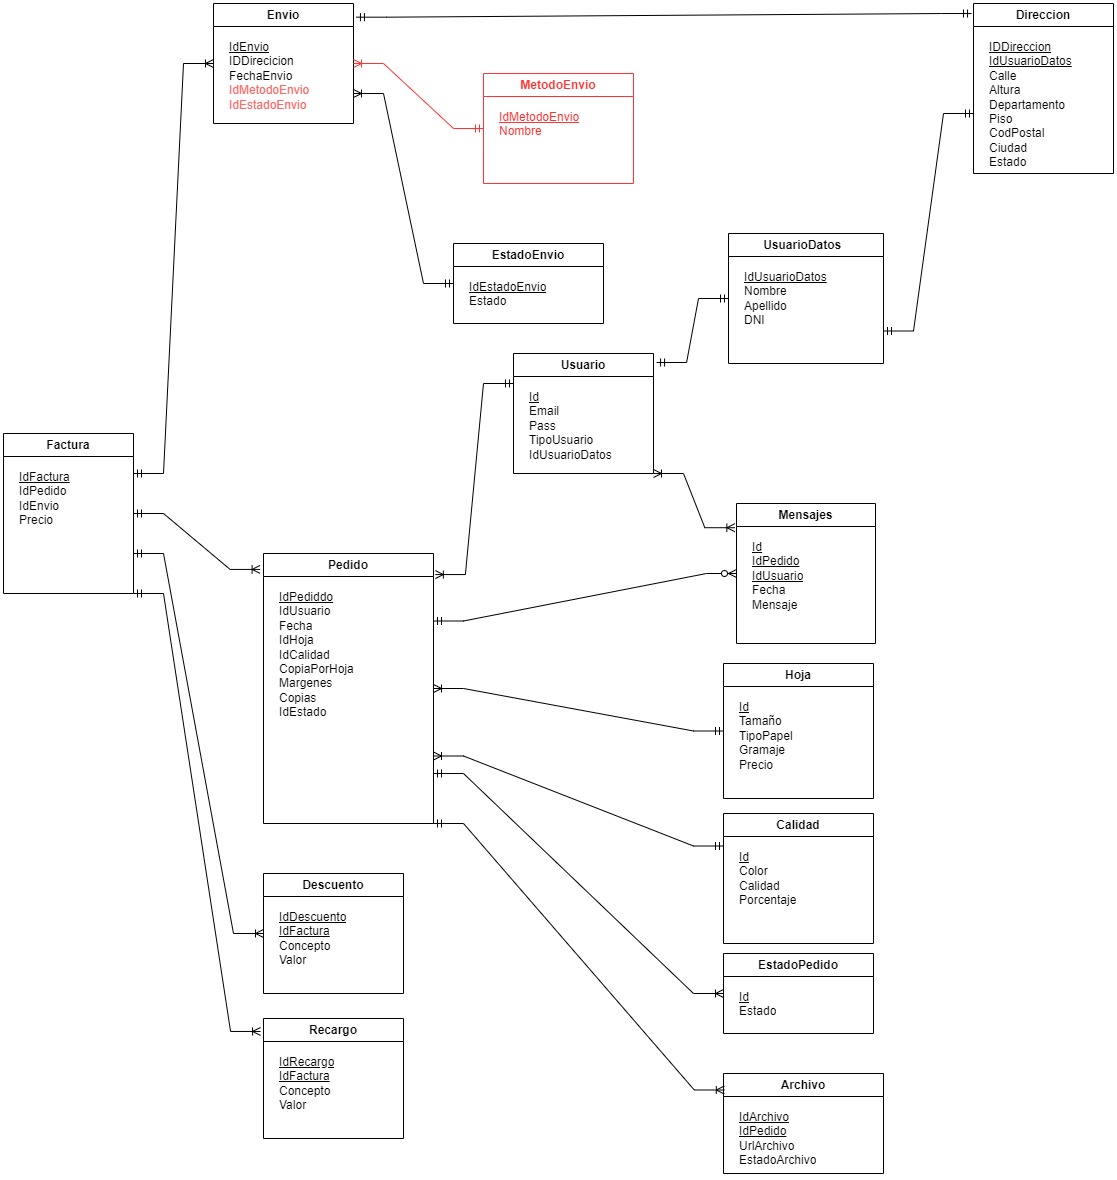 Envio
IdEnvio
IDDirecicion
FechaEnvio
IdMetodoEnvio
IdEstadoEnvio
Direccion
IDDireccion
IdUsuarioDatos
Calle
Altura
Departamento
Piso
CodPostal
Ciudad
Estado
MetodoEnvio
IdMetodoEnvio
Nombre
EstadoEnvio
IdEstadoEnvio
Estado
UsuarioDatos
IdUsuarioDatos
Nombre
Apellido
DNI
Usuario
Id
Email
Pass
TipoUsuario
IdUsuarioDatos
Factura
IdFactura
IdPedido
IdEnvio
Precio
Mensajes
Id
IdPedido
IdUsuario
Fecha
Mensaje
Pedido
IdPediddo
IdUsuario
Fecha
IdHoja
IdCalidad
CopiaPorHoja
Margenes
Copias
IdEstado
Hoja
Id
Tamaño
TipoPapel
Gramaje
Precio
Calidad
Id
Color
Calidad
Porcentaje
Descuento
IdDescuento
IdFactura
Concepto
Valor
EstadoPedido
Id
Estado
Recargo
IdRecargo
IdFactura
Concepto
Valor
Archivo
IdArchivo
IdPedido
UrlArchivo
EstadoArchivo